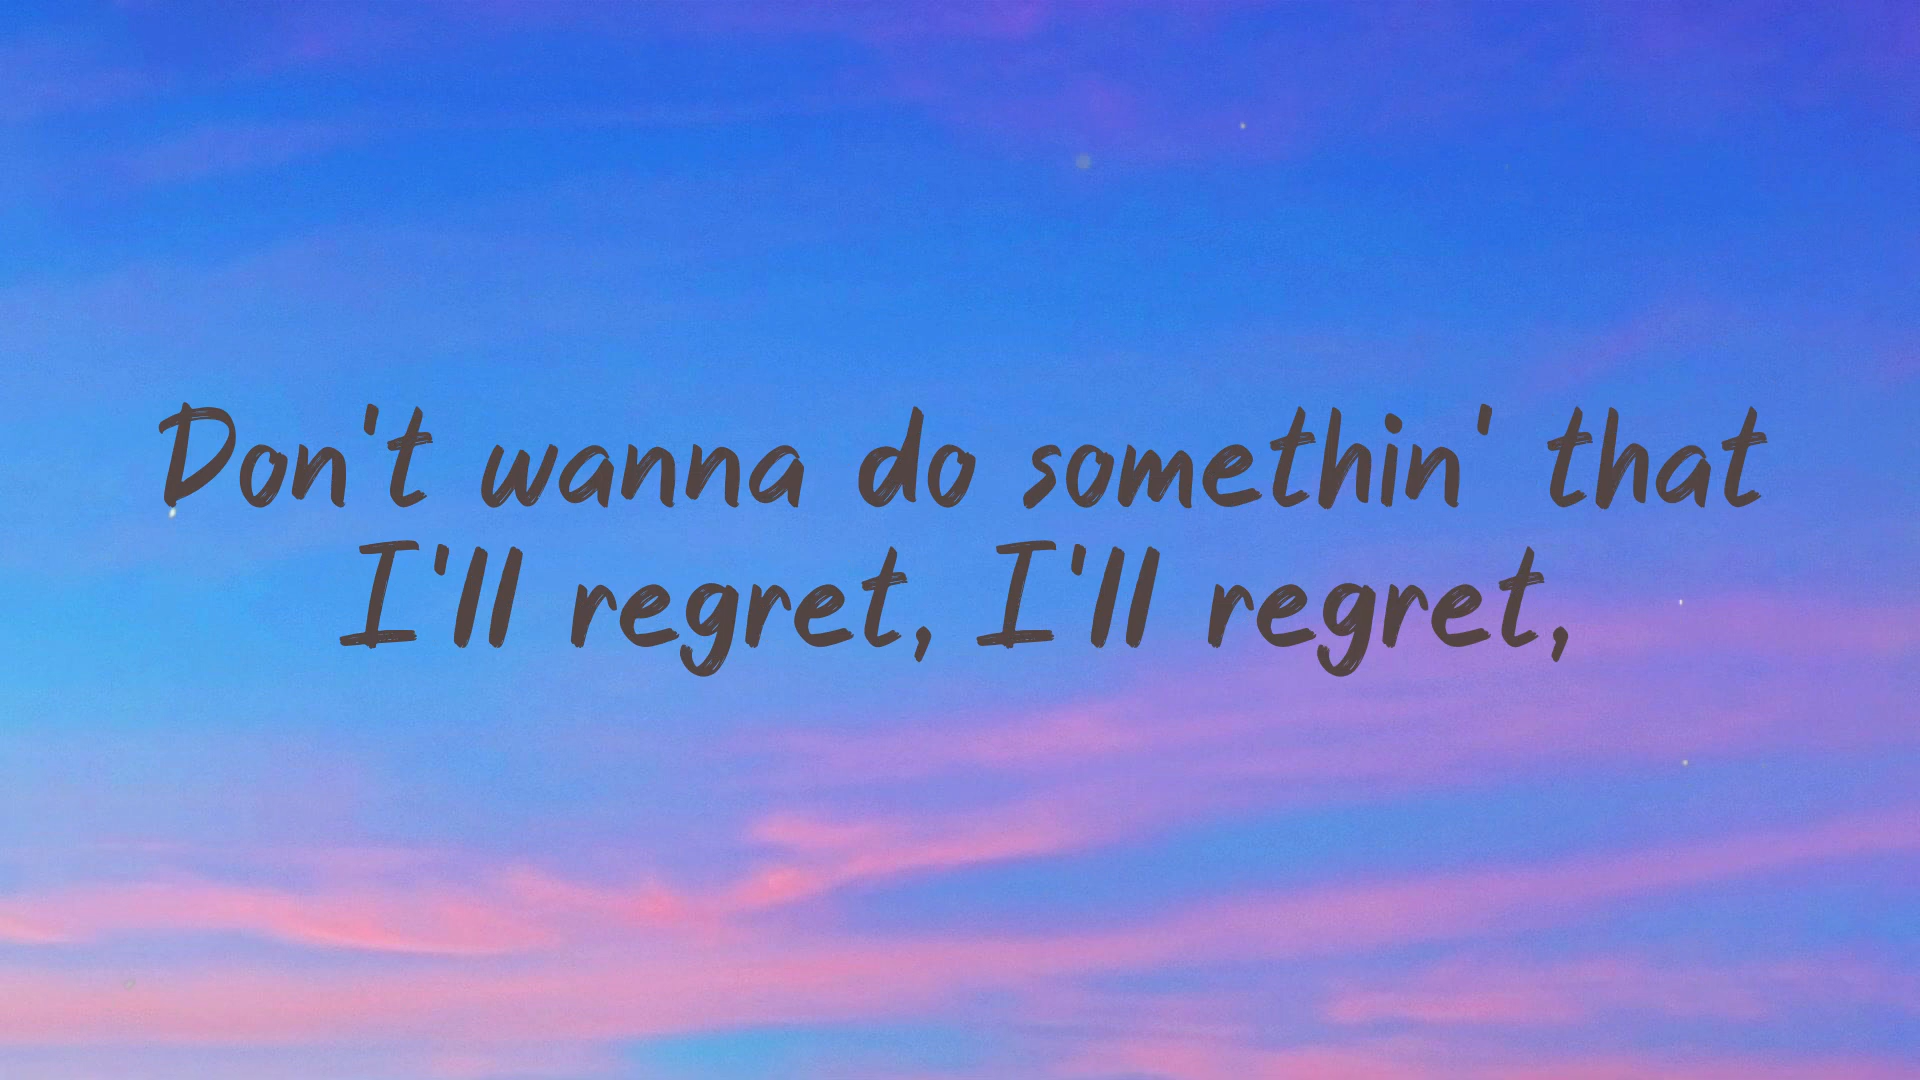 Don't wanna do somethin' that
I'll regret, I'll regret,